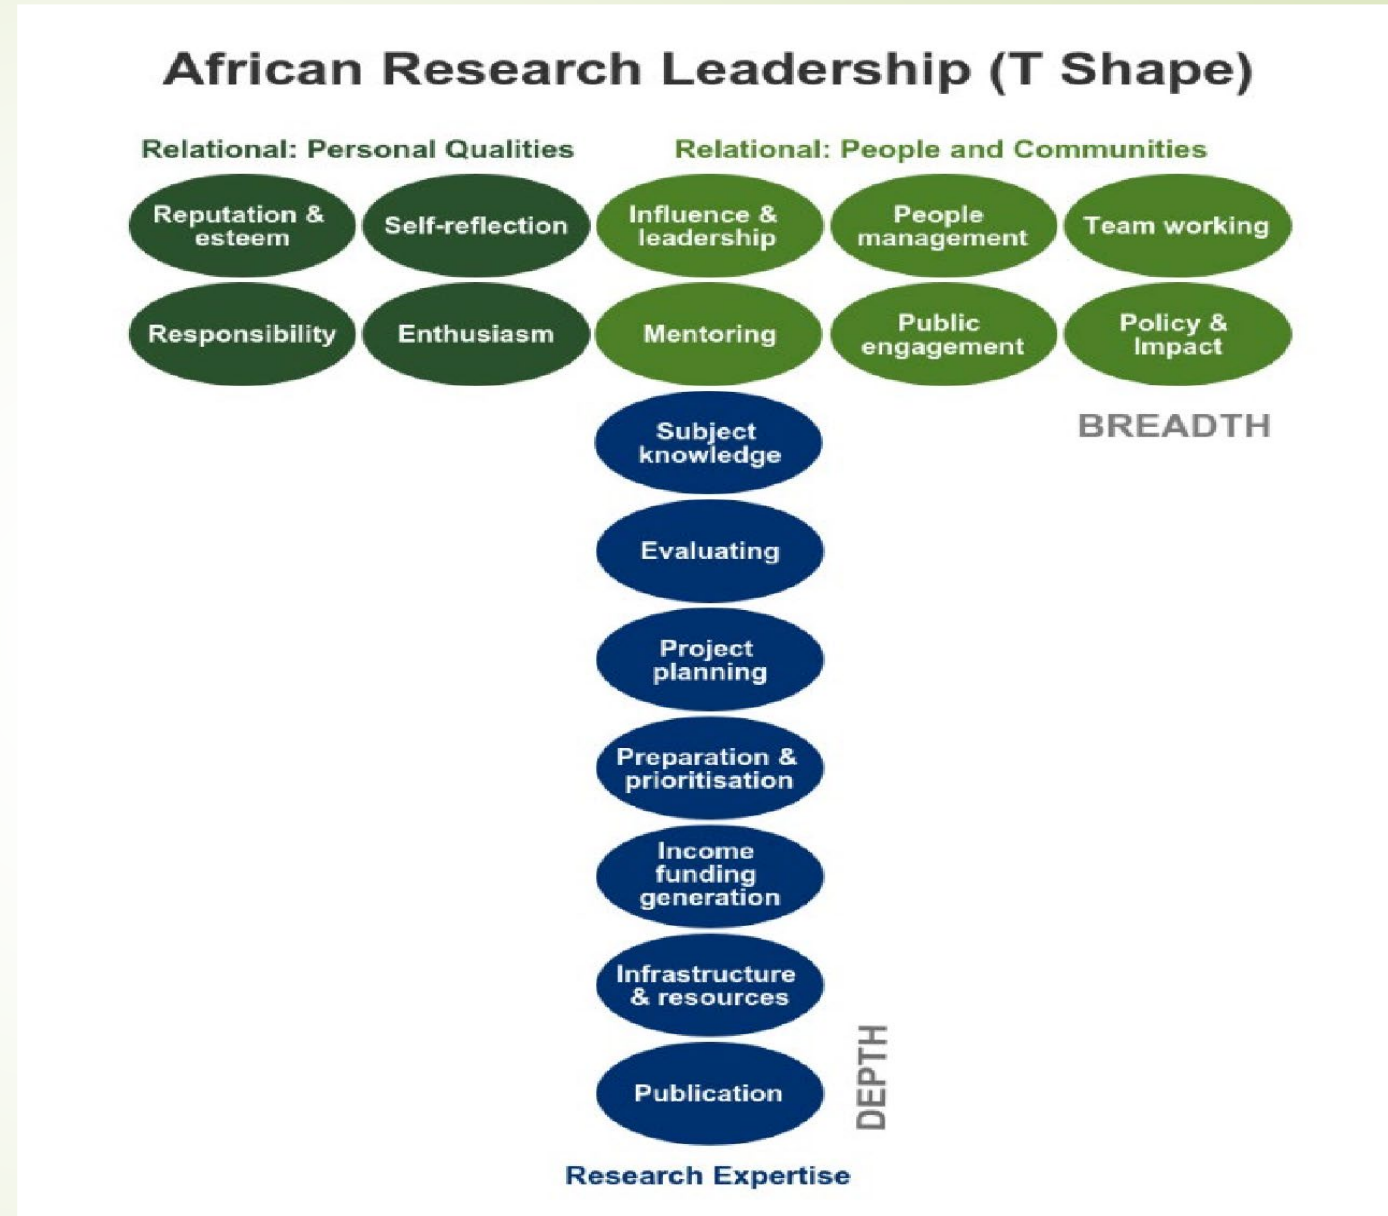 African Research Leadership (T Shape)
Relational: Personal Qualities
Relational: People and Communities
Reputation &
esteem
Self-reflection
Influence &
leadership
People
management
Team working
Responsibility
Enthusiasm
Mentoring
Public
engagement
Policy &
Impact
BREADTH
Subject
knowledge
Evaluating
Project
planning
Preparation &
prioritisation
Income
funding
generation
Infrastructure
& resources
Publication
DEPTH
Research Expertise